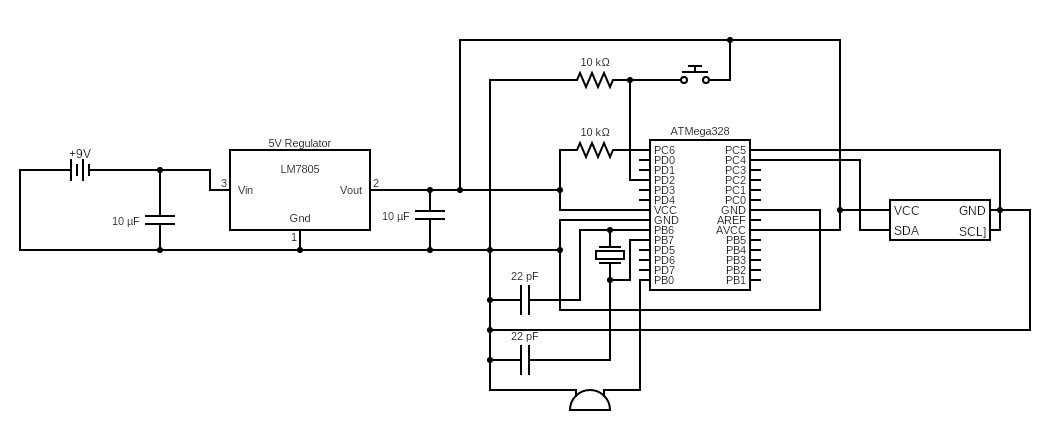 10 kΩ
ATMega328
10 kΩ
+9V
5V Regulator
LM7805
3
Vin
Vout
2
Gnd
1
10 µF
10 µF
PC6 PC5
PD0 PC4
PD1 PC3
PD2 PC2
PD3 PC1
PD4 PC0
VCC GND
GND AREF
PB6 AVCC
PB7 PB5
PD5 PB4
PD6 PB3
PD7 PB2
PB0 PB1
VCC GND
SDA SCL]
22 pF
22 pF